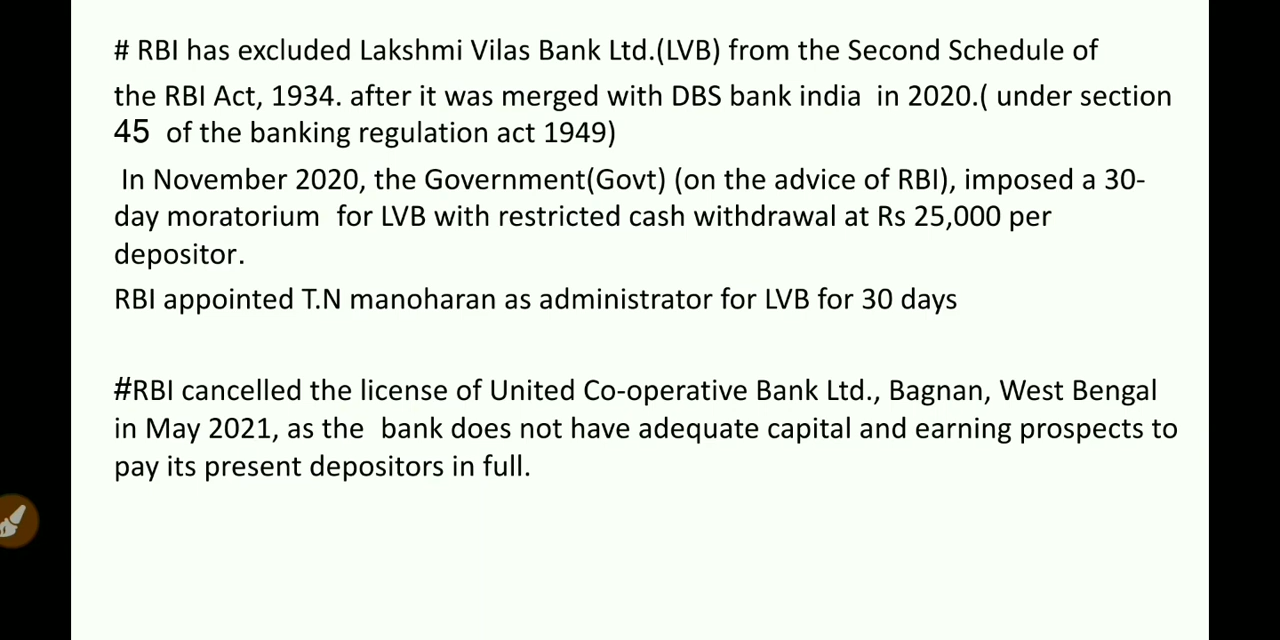 # RBI has excluded Lakshmi Vilas Bank Ltd.(LVB) from the Second Schedule of
the RBI Act, 1934. after it was merged with DBS bank india in 2020.( under section
45 of the banking regulation act 1949)
In November 2020, the Government(Govt) (on the advice of RBI), imposed a 30-
day moratorium for LVB with restricted cash withdrawal at Rs 25,000 per
depositor.
RBI appointed T.N manoharan as administrator for LVB for 30 days
#RBI cancelled the license of United Co-operative Bank Ltd., Bagnan, West Bengal
in May 2021, as the bank does not have adequate capital and earning prospects to
pay its present depositors in full.